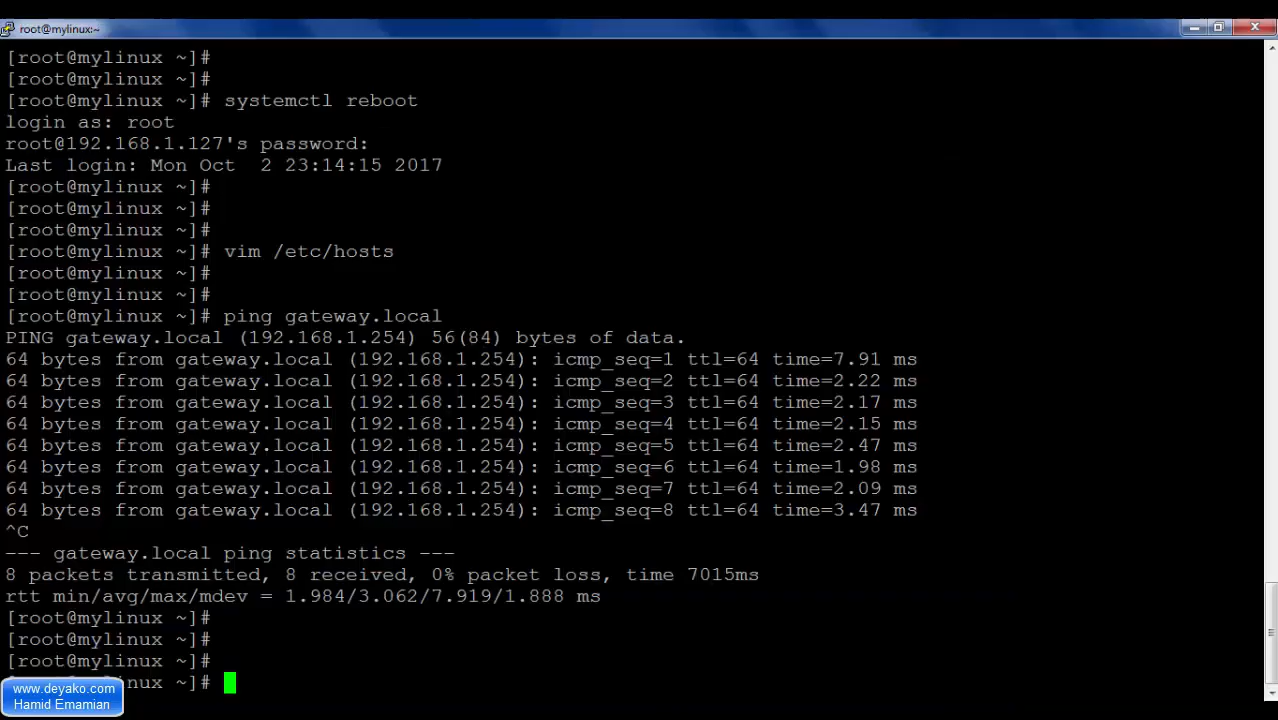 root@mylinux:~
[root@mylinux ~]#
[root@mylinux ~]#
[root@mylinux ~]# systemctl reboot
login as: root
root@192.168.1.127's password:
Last login: Mon Oct  2 23:14:15 2017
[root@mylinux ~]#
[root@mylinux ~]#
[root@mylinux ~]#
[root@mylinux ~]# vim /etc/hosts
[root@mylinux ~]#
[root@mylinux ~]#
[root@mylinux ~]# ping gateway.local
PING gateway.local (192.168.1.254) 56(84) bytes of data.
64 bytes from gateway.local (192.168.1.254): icmp_seq=1 ttl=64 time=7.91 ms
64 bytes from gateway.local (192.168.1.254): icmp_seq=2 ttl=64 time=2.22 ms
64 bytes from gateway.local (192.168.1.254): icmp_seq=3 ttl=64 time=2.17 ms
64 bytes from gateway.local (192.168.1.254): icmp_seq=4 ttl=64 time=2.15 ms
64 bytes from gateway.local (192.168.1.254): icmp_seq=5 ttl=64 time=2.47 ms
64 bytes from gateway.local (192.168.1.254): icmp_seq=6 ttl=64 time=1.98 ms
64 bytes from gateway.local (192.168.1.254): icmp_seq=7 ttl=64 time=2.09 ms
64 bytes from gateway.local (192.168.1.254): icmp_seq=8 ttl=64 time=3.47 ms
^C
--- gateway.local ping statistics ---
8 packets transmitted, 8 received, 0% packet loss, time 7015ms
rtt min/avg/max/mdev = 1.984/3.062/7.919/1.888 ms
[root@mylinux ~]#
[root@mylinux ~]#
[root@mylinux ~]#
inux ~]#
www.deyako.com
Hamid Emamian